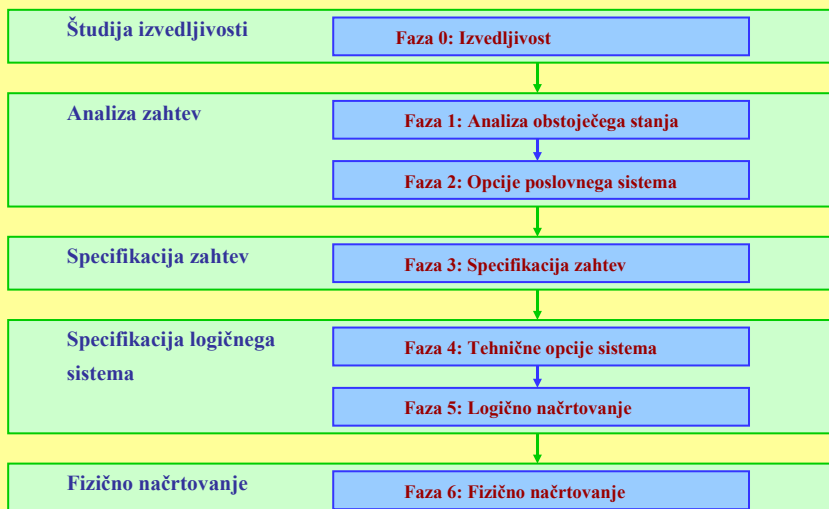 Študija izvedljivosti
Faza 0: Izvedljivost
Analiza zahtev
Faza 1: Analiza obstoječega stanja
Faza 2: Opcije poslovnega sistema
Specifikacija zahtev
Faza 3: Specifikacija zahtev
Specifikacija logičnega
sistema
Faza 4: Tehnične opcije sistema
Faza 5: Logično načrtovanje
Fizično načrtovanje
Faza 6: Fizično načrtovanje